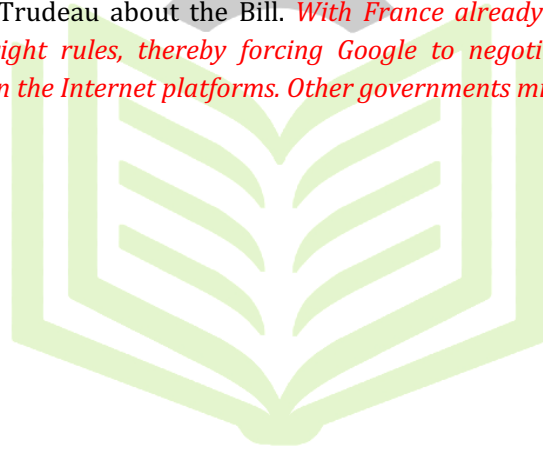 Trudeau about the Bill. With France already
right rules, thereby forcing Google to negoti
n the Internet platforms. Other governments mi